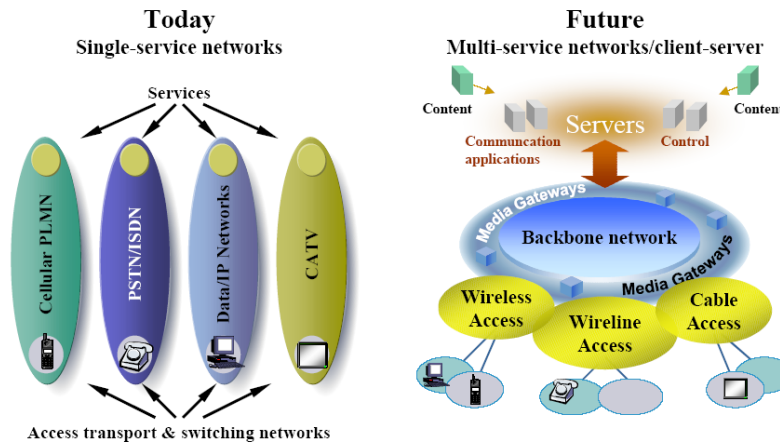 Today
Single-service networks
Services
Cellular PLMN
PSTN/ISDN
Data/IP Networks
CATV
Access transport & switching networks
Future
Multi-service networks/client-server
Content
Content
Servers
Communcation
applications
Control
Media Gateways
Backbone network
Media Gateways
Wireless
Access
Wireline
Access
Cable
Access